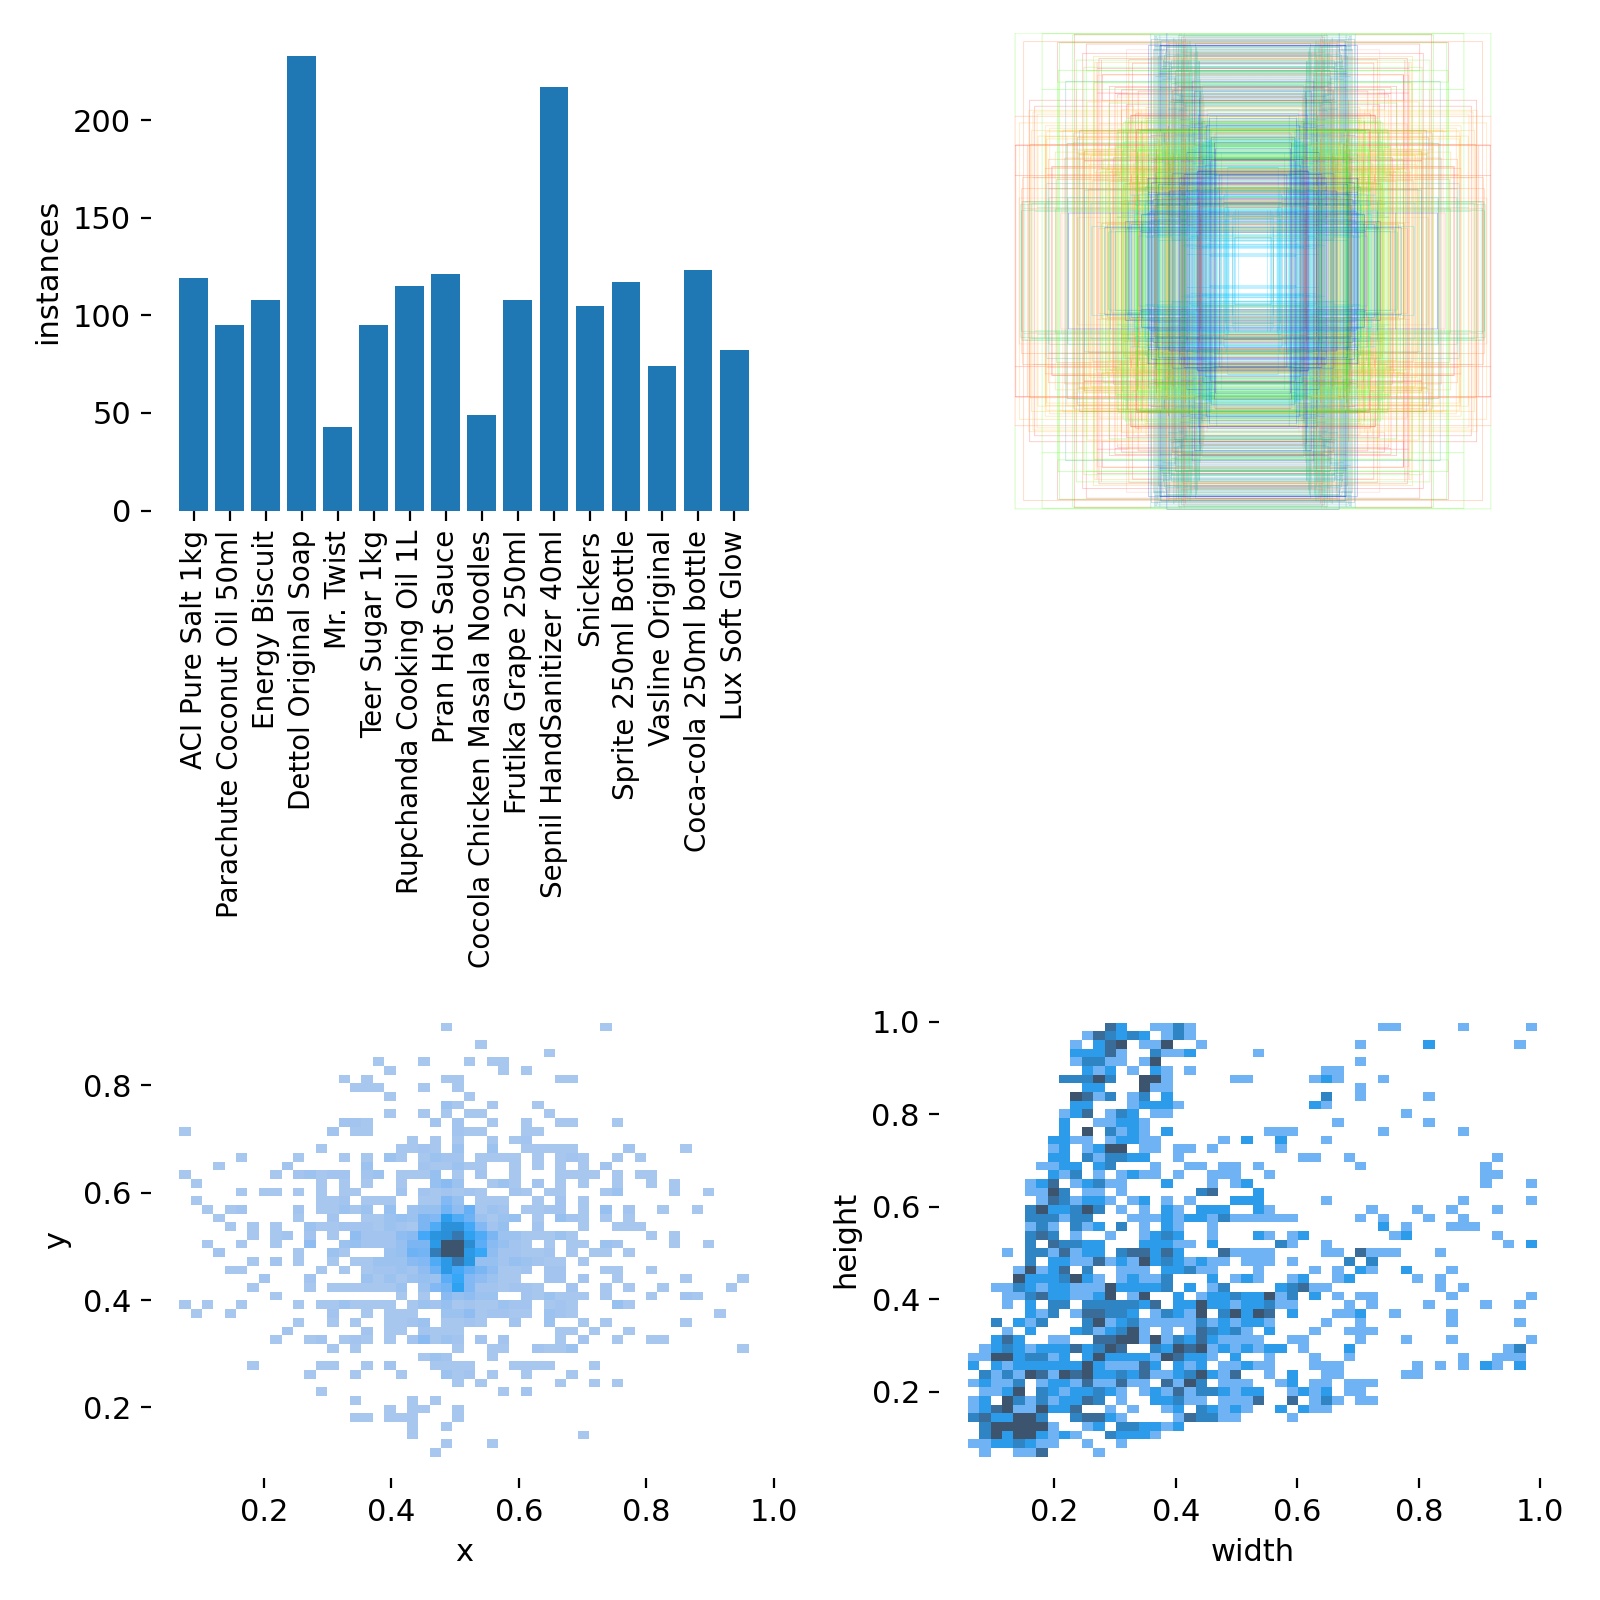 200
150
100
50
0
instances
ACI Pure Salt 1kg
Parachute Coconut Oil 50ml
Energy Biscuit
Dettol Original Soap
Mr. Twist
Teer Sugar 1kg
Rupchanda Cooking Oil 1L
Pran Hot Sauce
Cocola Chicken Masala Noodles
Frutika Grape 250ml
Sepnil HandSanitizer 40ml
Snickers
Sprite 250ml Bottle
Vasline Original
Coca-cola 250ml bottle
Lux Soft Glow
0.8
0.6
0.4
0.2
y
0.2 0.4 0.6 0.8 1.0
x
1.0
0.8
0.6
0.4
0.2
height
0.2 0.4 0.6 0.8 1.0
width